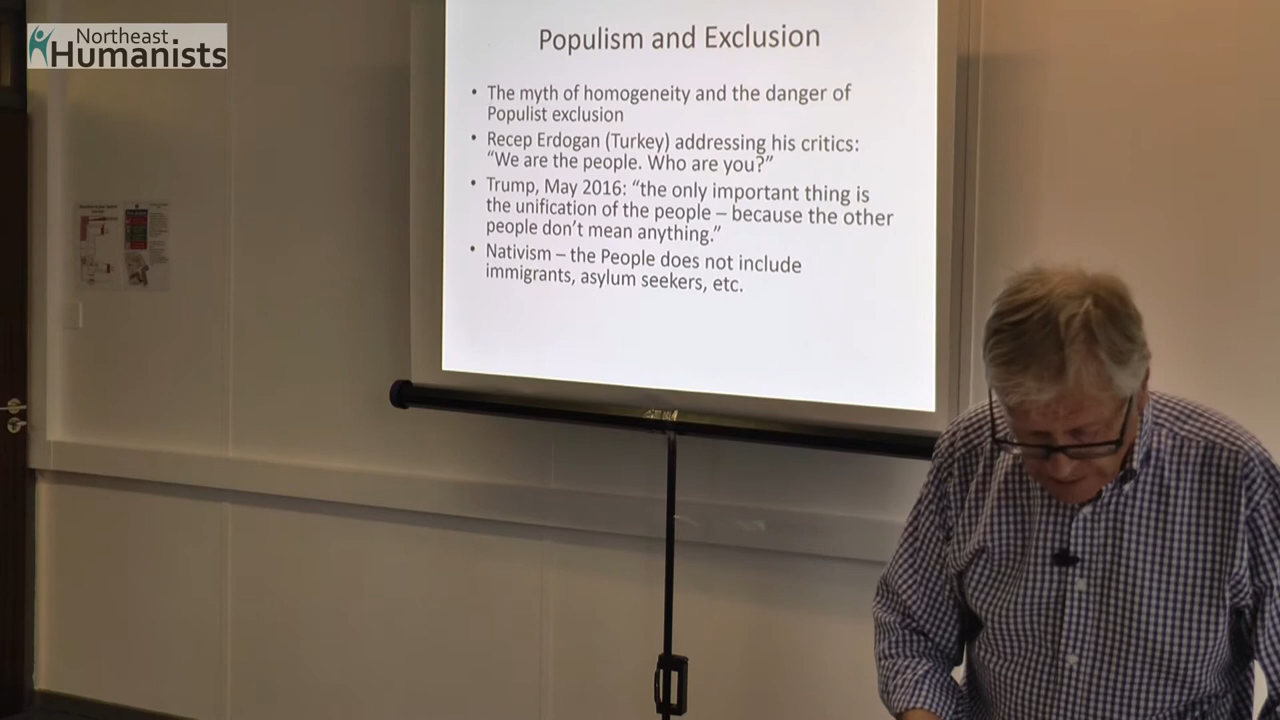 Northeast
Humanists
Populism and Exclusion
• The myth of homogeneity and the danger of
Populist exclusion
• Recep Erdogan (Turkey) addressing his critics:
“We are the people. Who are you?”
• Trump, May 2016: “the only important thing is
the unification of the people – because the other
people don’t mean anything.”
• Nativism – the People does not include
immigrants, asylum seekers, etc.